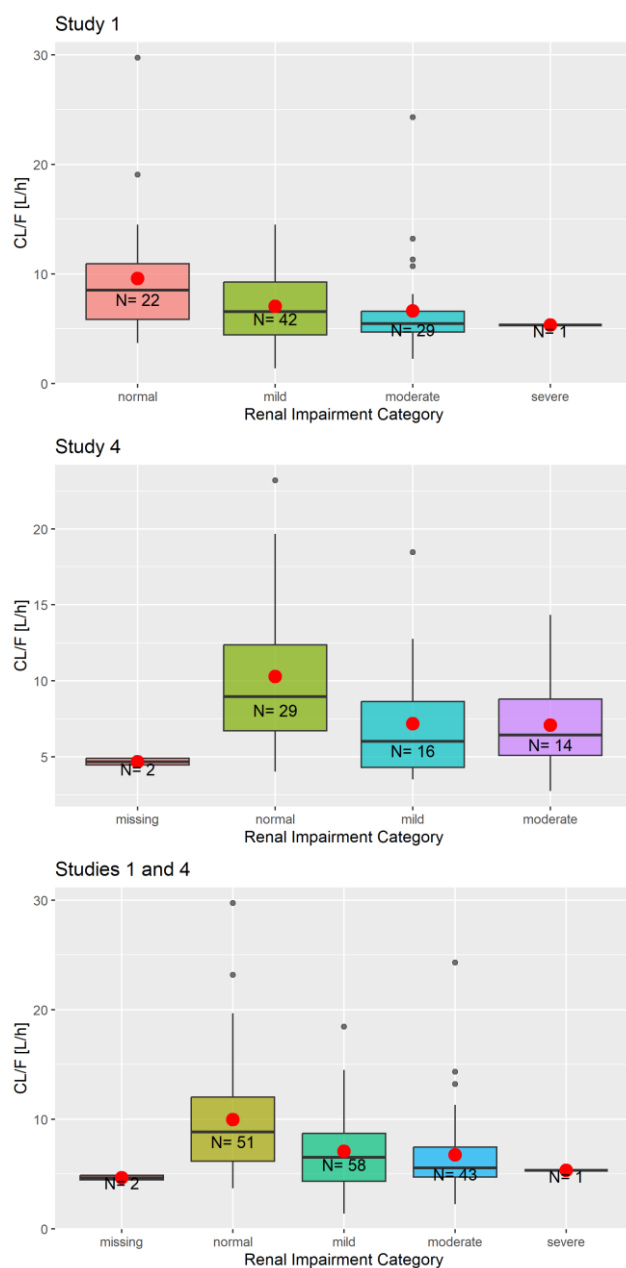 Study 1
30
20
10
0
CL/F [L/h]
N= 22
N= 42
N= 29
N= 1
normal mild moderate severe
Renal Impairment Category
Study 4
20
15
10
5
CL/F [L/h]
N= 2
N= 29
N= 16
N= 14
missing normal mild moderate
Renal Impairment Category
Studies 1 and 4
30
20
10
0
CL/F [L/h]
N= 2
N= 51
N= 58
N= 43
N= 1
missing normal mild moderate severe
Renal Impairment Category